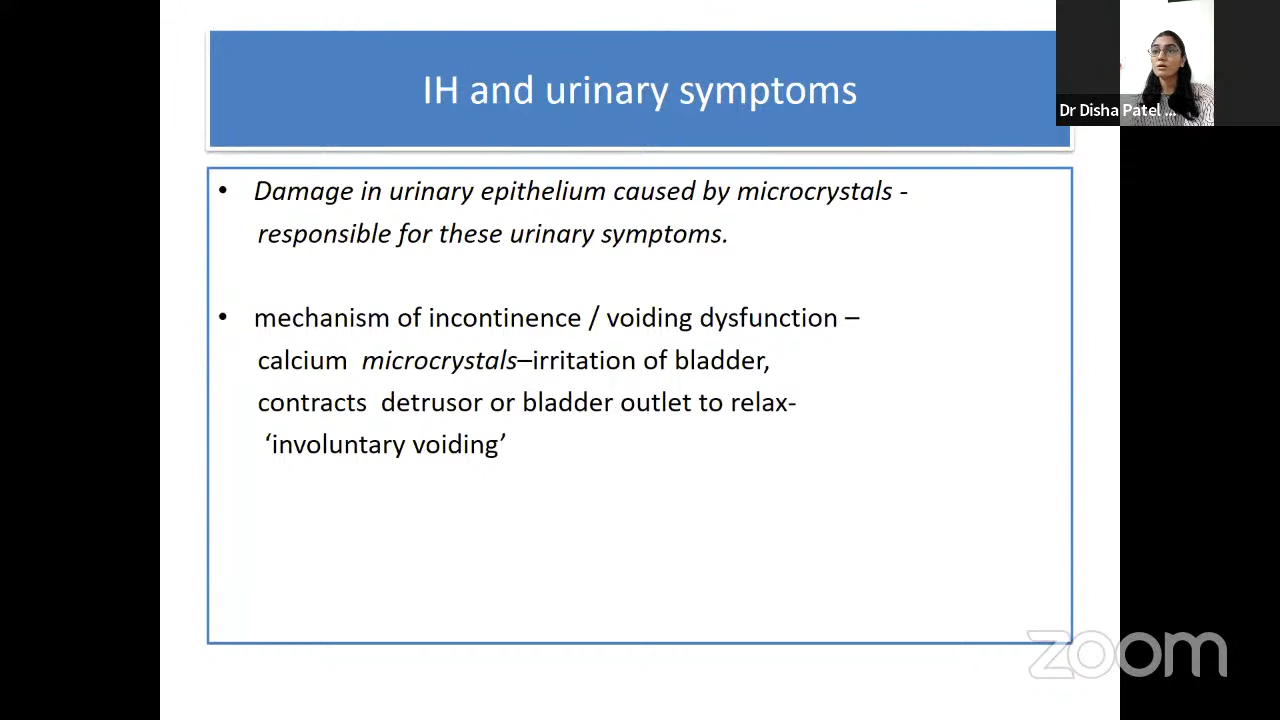 IH and urinary symptoms
Dr Disha Patel ...
• Damage in urinary epithelium caused by microcrystals -
responsible for these urinary symptoms.
• mechanism of incontinence / voiding dysfunction –
calcium microcrystals–irritation of bladder,
contracts detrusor or bladder outlet to relax-
‘involuntary voiding’
zoom